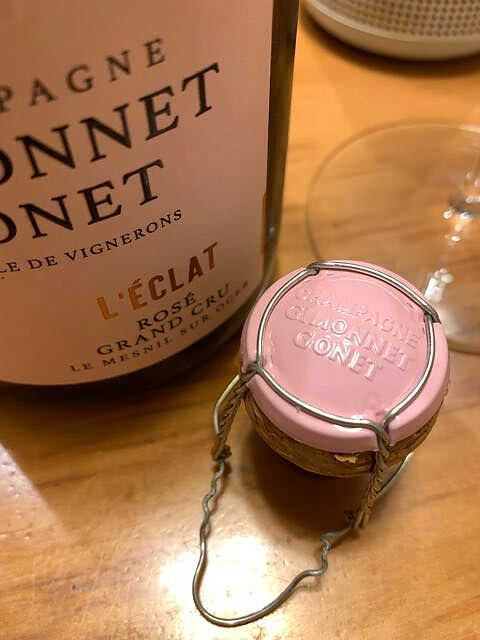 PAGNE
ONNET
ONET
LE DE VIGNERONS
L'ÉCLAT
ROSÉ
GRAND CRU
LE MESNIL SUR OGER
CHAMPAGNE
GIMONNET
GONET